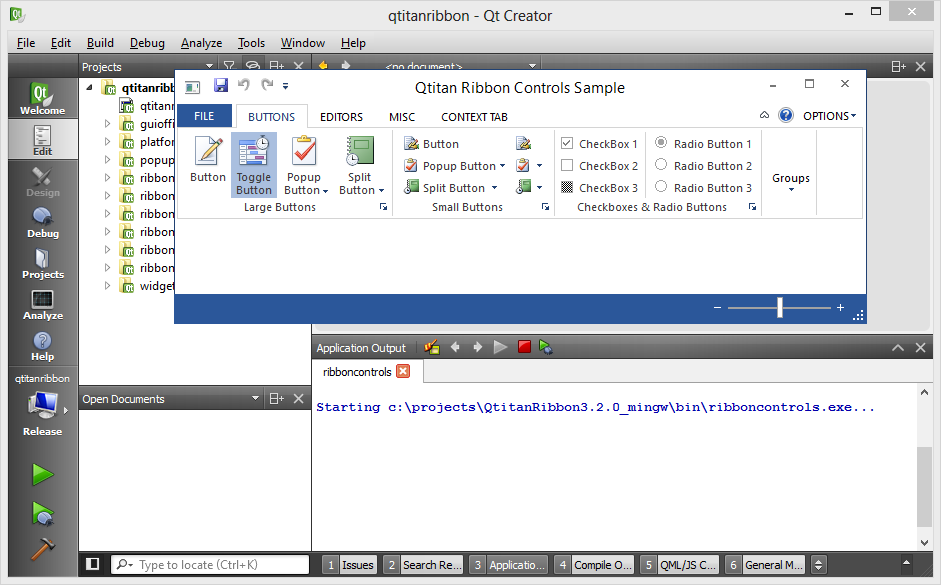 qtitanribbon - Qt Creator
File Edit Build Debug Analyze Tools Window Help
Projects
<no document>
Welcome
Edit
Design
Debug
Projects
Analyze
Help
qtitanribbon
Release
qtitanribb
qtitanr
guioffi
platfor
popup
ribbon
ribbon
ribbon
ribbon
ribbon
ribbon
widget
Qtitan Ribbon Controls Sample
FILE BUTTONS EDITORS MISC CONTEXT TAB OPTIONS
Button
Toggle Button
Popup Button
Split Button
Large Buttons
Button
Popup Button
Split Button
Small Buttons
CheckBox 1
CheckBox 2
CheckBox 3
Radio Button 1
Radio Button 2
Radio Button 3
Checkboxes & Radio Buttons
Groups
Open Documents
Application Output
ribboncontrols
Starting c:\projects\QtitanRibbon3.2.0_mingw\bin\ribboncontrols.exe...
Type to locate (Ctrl+K)
1 Issues 2 Search Re... 3 Applicatio... 4 Compile O... 5 QML/JS C... 6 General M...